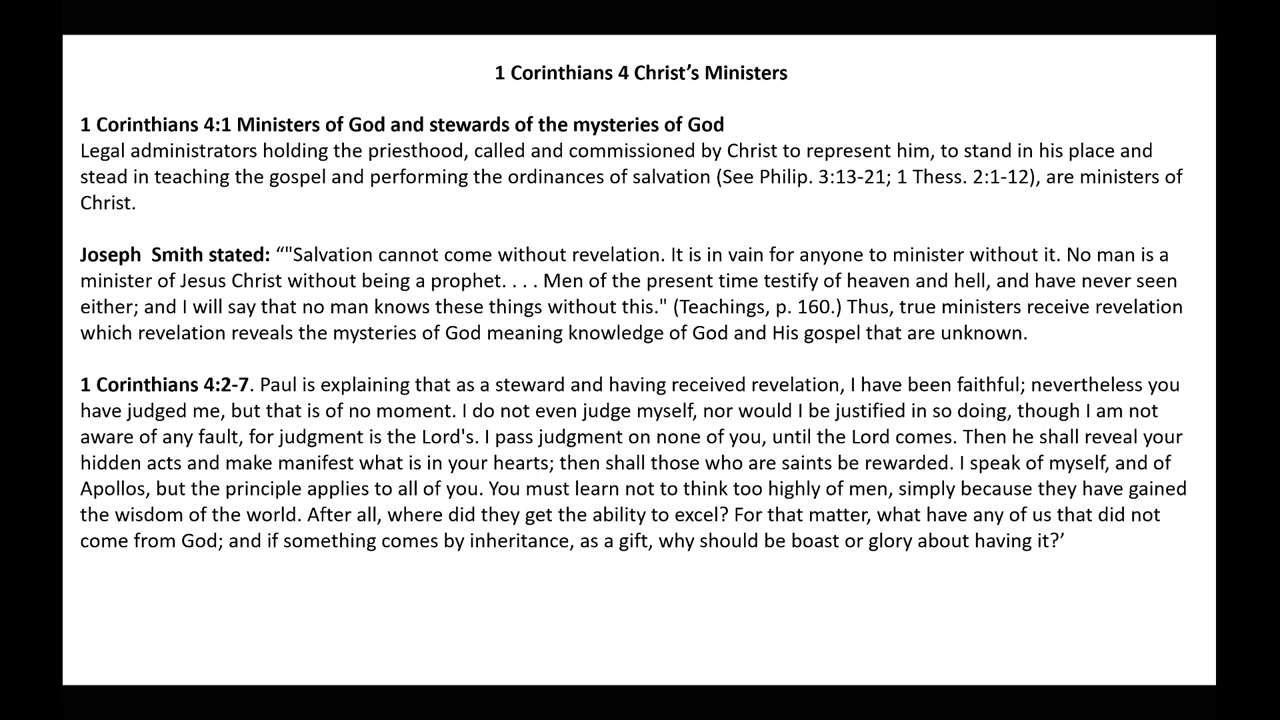 1 Corinthians 4 Christ’s Ministers
1 Corinthians 4:1 Ministers of God and stewards of the mysteries of God
Legal administrators holding the priesthood, called and commissioned by Christ to represent him, to stand in his place and
stead in teaching the gospel and performing the ordinances of salvation (See Philip. 3:13-21; 1 Thess. 2:1-12), are ministers of
Christ.
Joseph  Smith stated: “"Salvation cannot come without revelation. It is in vain for anyone to minister without it. No man is a
minister of Jesus Christ without being a prophet. . . . Men of the present time testify of heaven and hell, and have never seen
either; and I will say that no man knows these things without this." (Teachings, p. 160.) Thus, true ministers receive revelation
which revelation reveals the mysteries of God meaning knowledge of God and His gospel that are unknown.
1 Corinthians 4:2-7. Paul is explaining that as a steward and having received revelation, I have been faithful; nevertheless you
have judged me, but that is of no moment. I do not even judge myself, nor would I be justified in so doing, though I am not
aware of any fault, for judgment is the Lord's. I pass judgment on none of you, until the Lord comes. Then he shall reveal your
hidden acts and make manifest what is in your hearts; then shall those who are saints be rewarded. I speak of myself, and of
Apollos, but the principle applies to all of you. You must learn not to think too highly of men, simply because they have gained
the wisdom of the world. After all, where did they get the ability to excel? For that matter, what have any of us that did not
come from God; and if something comes by inheritance, as a gift, why should be boast or glory about having it?’